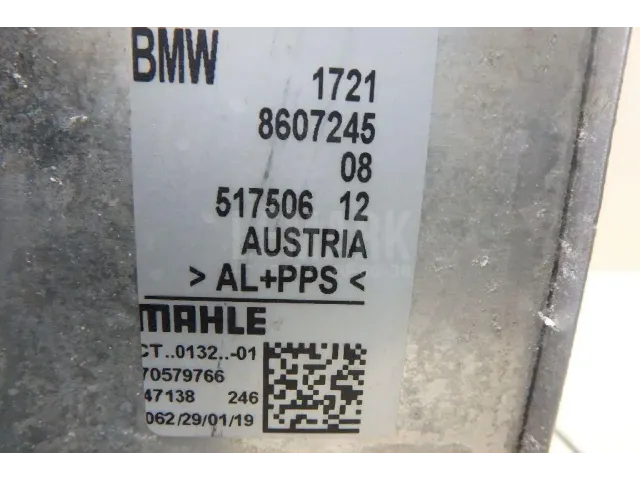 BMW 1721
8607245
08
517506 12
AUSTRIA
> AL+PPS <
MAHLE
CT..0132..-01
70579766
47138 246
062/29/01/19